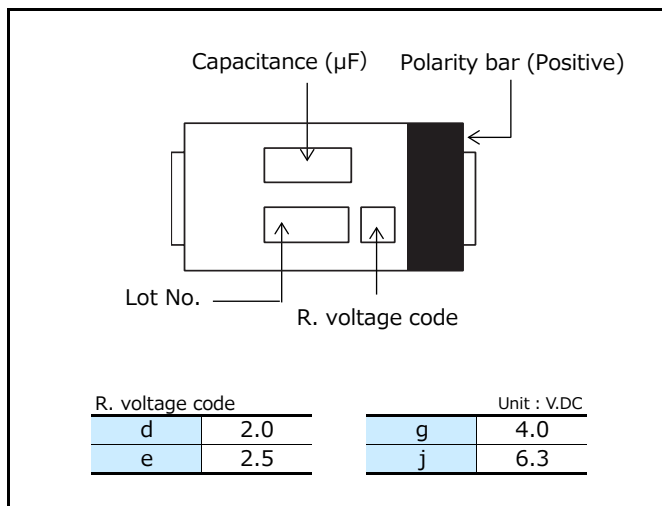 Capacitance (µF) Polarity bar (Positive)
Lot No.
R. voltage code
R. voltage code Unit : V.DC
d 2.0 g 4.0
e 2.5 j 6.3